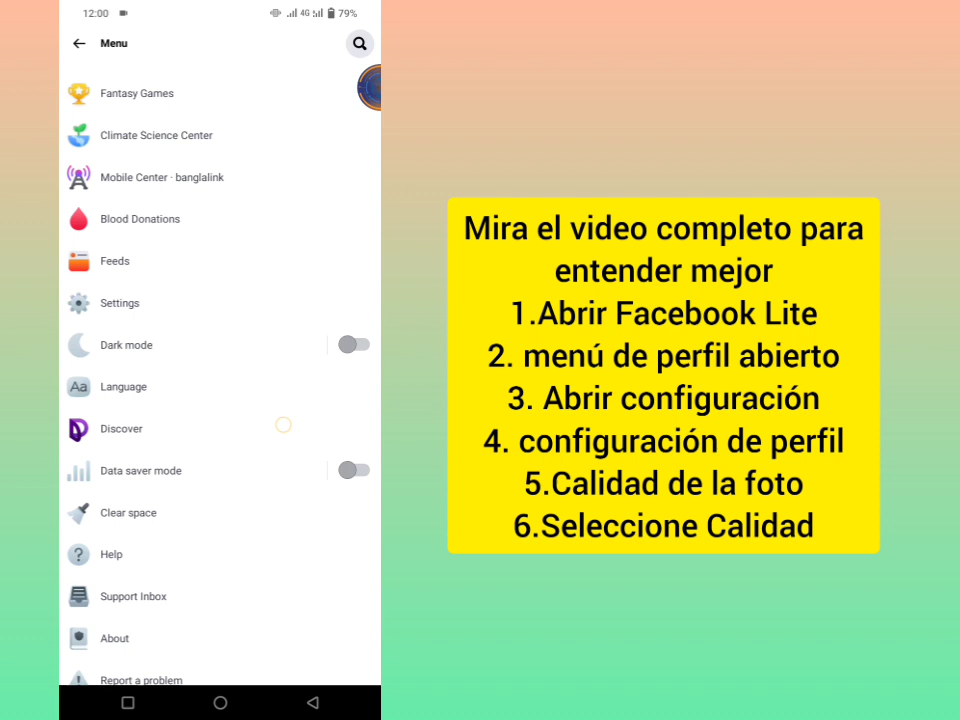 12:00
4G
79%
Menu
Fantasy Games
Climate Science Center
Mobile Center · banglalink
Blood Donations
Feeds
Settings
Dark mode
Aa
Language
Discover
Data saver mode
Clear space
?
Help
Support Inbox
About
Report a problem
Mira el video completo para
entender mejor
1.Abrir Facebook Lite
2. menú de perfil abierto
3. Abrir configuración
4. configuración de perfil
5.Calidad de la foto
6.Seleccione Calidad